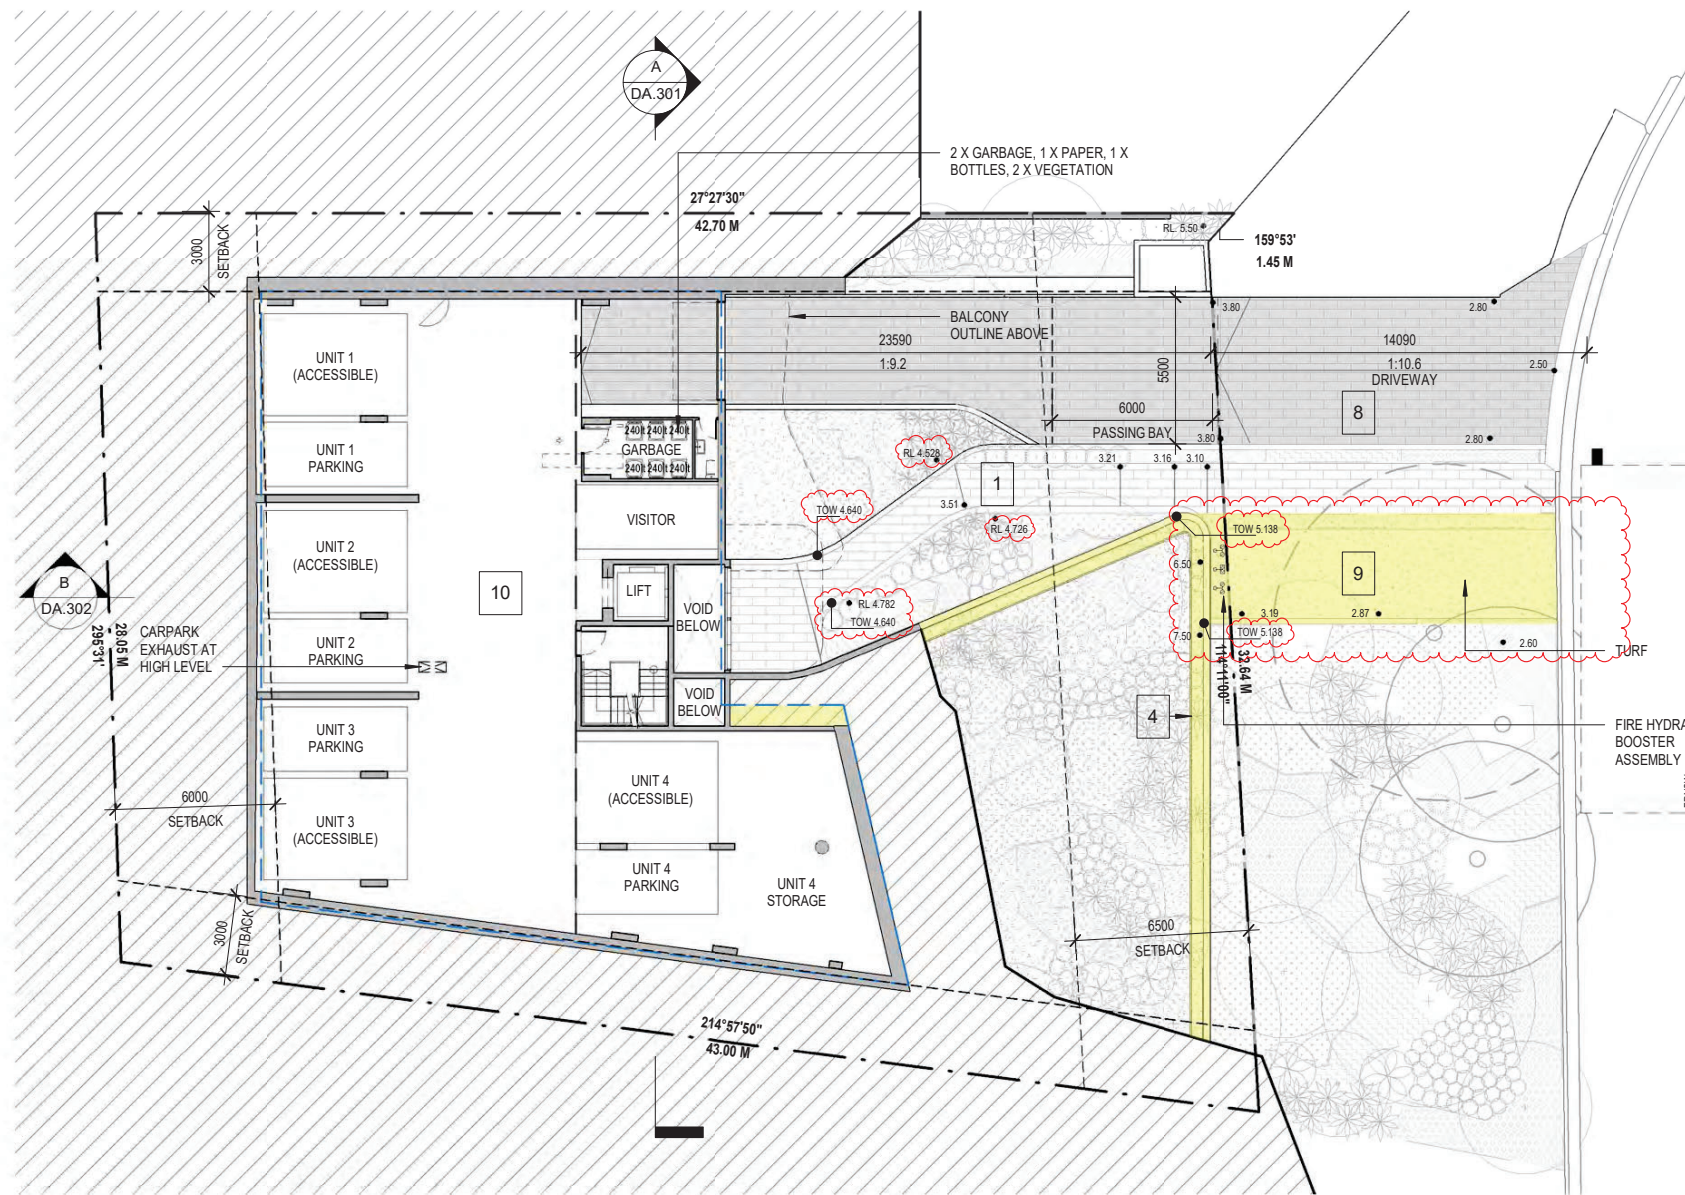 A
DA.301
2 X GARBAGE, 1 X PAPER, 1 X
BOTTLES, 2 X VEGETATION
27°27'30"
42.70 M
3000
SETBACK
RL. 5.50
159°53'
1.45 M
BALCONY
OUTLINE ABOVE
3.80
2.80
23590
1:9.2
5500
14090
1:10.6
DRIVEWAY
2.50
UNIT 1
(ACCESSIBLE)
6000
PASSING BAY
8
3.80
2.80
UNIT 1
PARKING
240lt 240lt 240lt
GARBAGE
240lt 240lt 240lt
RL 4.528
3.21
3.16
3.10
1
3.51
TOW 4.640
RL 4.726
VISITOR
TOW 5.138
UNIT 2
(ACCESSIBLE)
6.50
9
10
LIFT
VOID
BELOW
RL 4.782
TOW 4.640
3.19
2.87
7.50
TOW 5.138
2.60
TURF
B
DA.302
28.05 M
295°31'
CARPARK
EXHAUST AT
HIGH LEVEL
UNIT 2
PARKING
32.64 M
114°11'00"
VOID
BELOW
4
UNIT 3
PARKING
FIRE HYDRA
BOOSTER
ASSEMBLY
UNIT 4
(ACCESSIBLE)
6000
SETBACK
UNIT 3
(ACCESSIBLE)
UNIT 4
PARKING
UNIT 4
STORAGE
3000
SETBACK
6500
SETBACK
214°57'50"
43.00 M